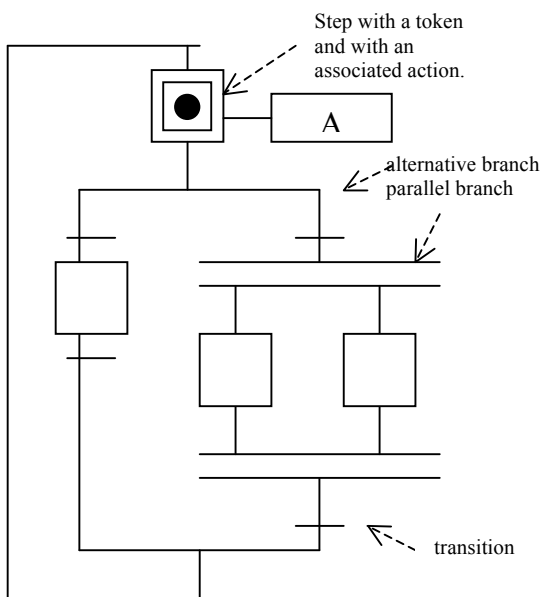 Step with a token
and with an
associated action.
A
alternative branch
parallel branch
transition